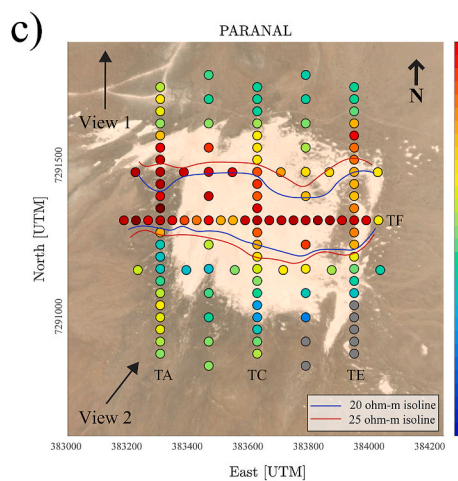 c)
PARANAL
View 1
N
7291500
TF
North [UTM]
7291000
TA
TC
TE
View 2
20 ohm-m isoline
25 ohm-m isoline
383000
383200
383400
383600
383800
384000
384200
East [UTM]